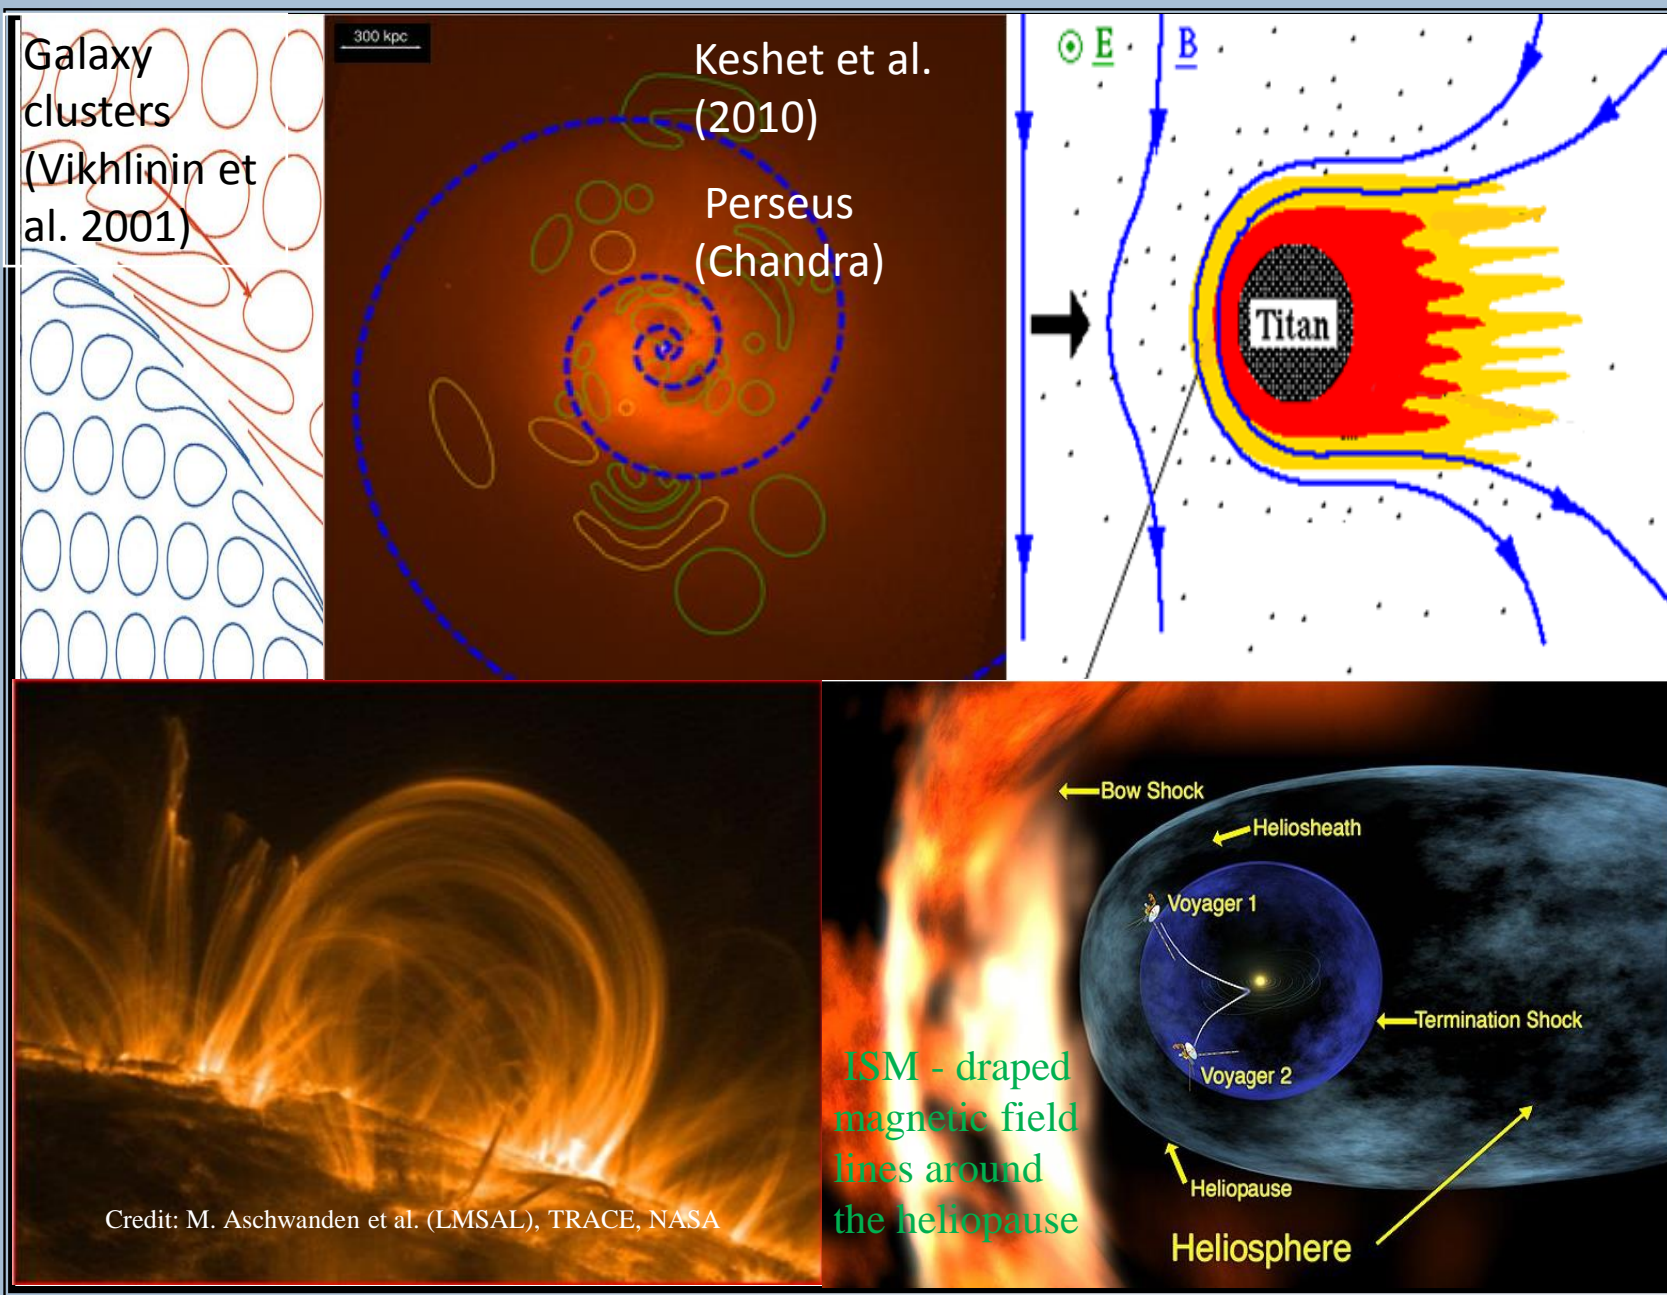 Galaxy
clusters
(Vikhlinin et
al. 2001)
300 kpc
Keshet et al.
(2010)
Perseus
(Chandra)
E B
Titan
Credit: M. Aschwanden et al. (LMSAL), TRACE, NASA
Bow Shock
Heliosheath
Voyager 1
Termination Shock
Voyager 2
Heliopause
Heliosphere
ISM - draped
magnetic field
lines around
the heliopause